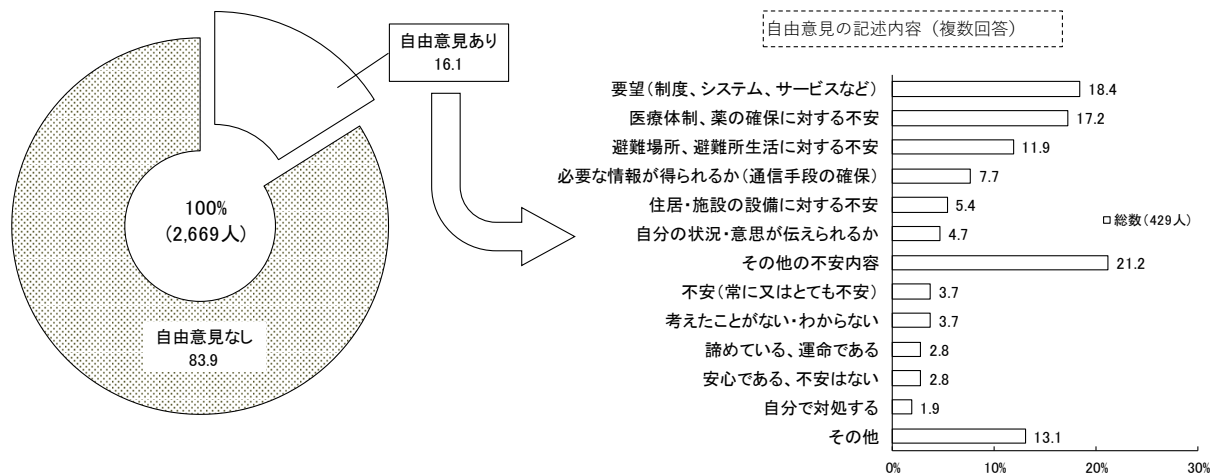 自由意見あり
16.1
100%
(2,669人)
自由意見なし
83.9
自由意見の記述内容（複数回答）
要望(制度、システム、サービスなど) 18.4
医療体制、薬の確保に対する不安 17.2
避難場所、避難所生活に対する不安 11.9
必要な情報が得られるか(通信手段の確保) 7.7
住居・施設の設備に対する不安 5.4
自分の状況・意思が伝えられるか 4.7
その他の不安内容 21.2
不安(常に又はとても不安) 3.7
考えたことがない・わからない 3.7
諦めている、運命である 2.8
安心である、不安はない 2.8
自分で対処する 1.9
その他 13.1
総数(429人)
0% 10% 20% 30%